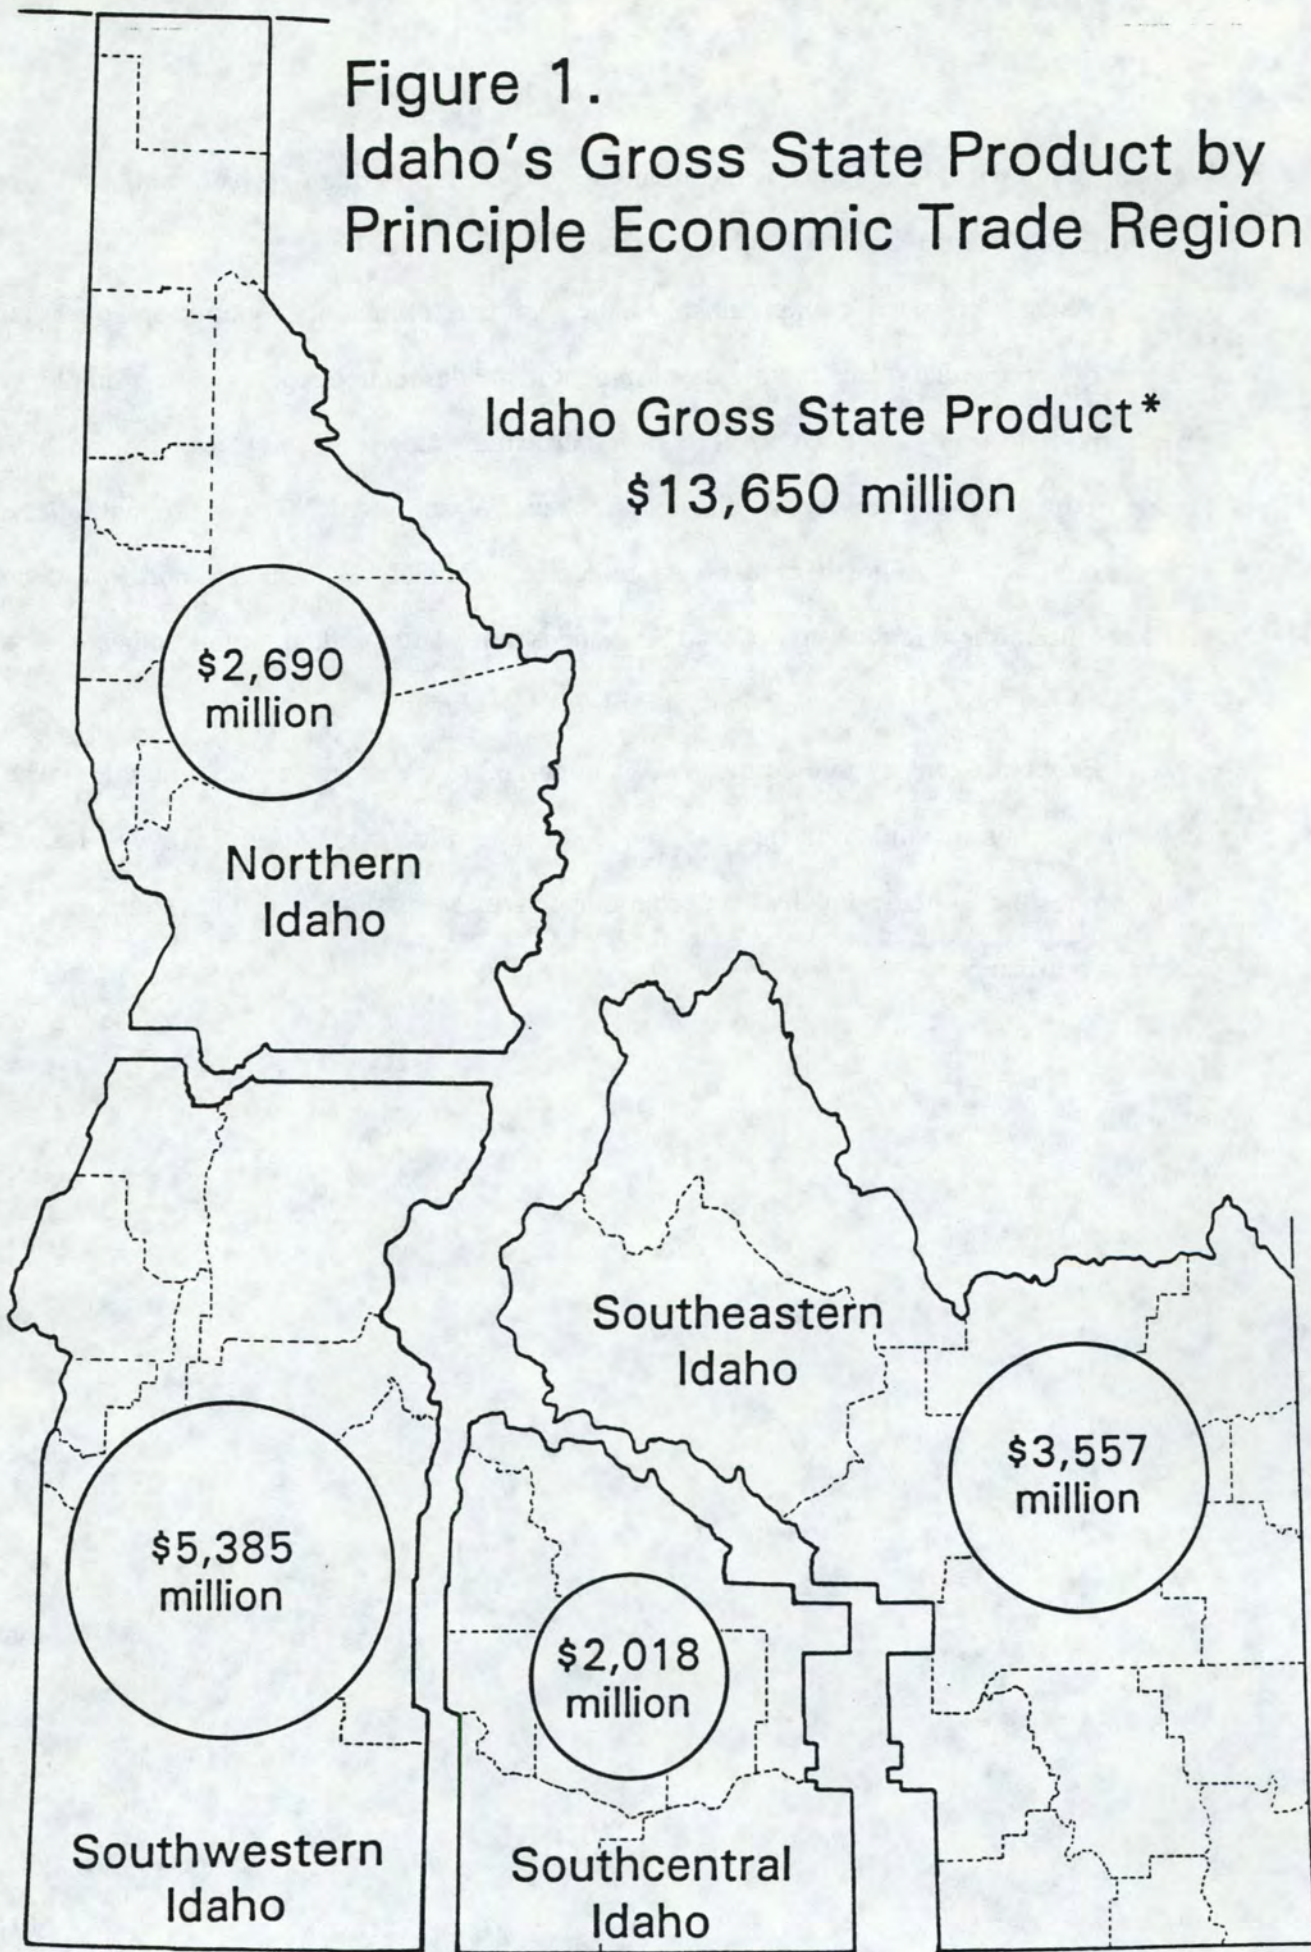 Figure 1.
Idaho's Gross State Product by
Principle Economic Trade Region
Idaho Gross State Product*
$13,650 million
$2,690
million
Northern
Idaho
Southeastern
Idaho
$3,557
million
$5,385
million
$2,018
million
Southwestern
Idaho
Southcentral
Idaho